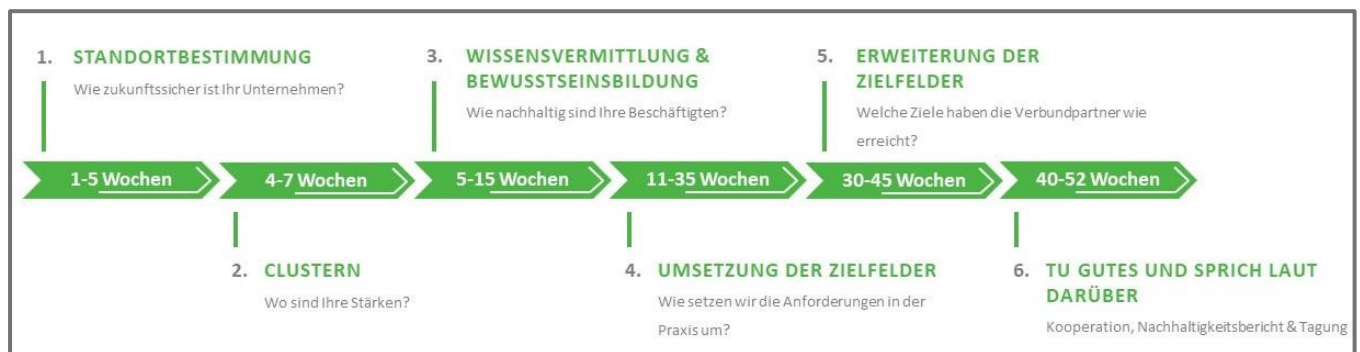 1. STANDORTBESTIMMUNG
Wie zukunftssicher ist Ihr Unternehmen?
3. WISSENSVERMITTLUNG &
BEWUSSTSEINSBILDUNG
Wie nachhaltig sind Ihre Beschäftigten?
5. ERWEITERUNG DER
ZIELFELDER
Welche Ziele haben die Verbundpartner wie
erreicht?
1-5 Wochen
4-7 Wochen
5-15 Wochen
11-35 Wochen
30-45 Wochen
40-52 Wochen
2. CLUSTERN
Wo sind Ihre Stärken?
4. UMSETZUNG DER ZIELFELDER
Wie setzen wir die Anforderungen in der
Praxis um?
6. TU GUTES UND SPRICH LAUT
DARÜBER
Kooperation, Nachhaltigkeitsbericht & Tagung